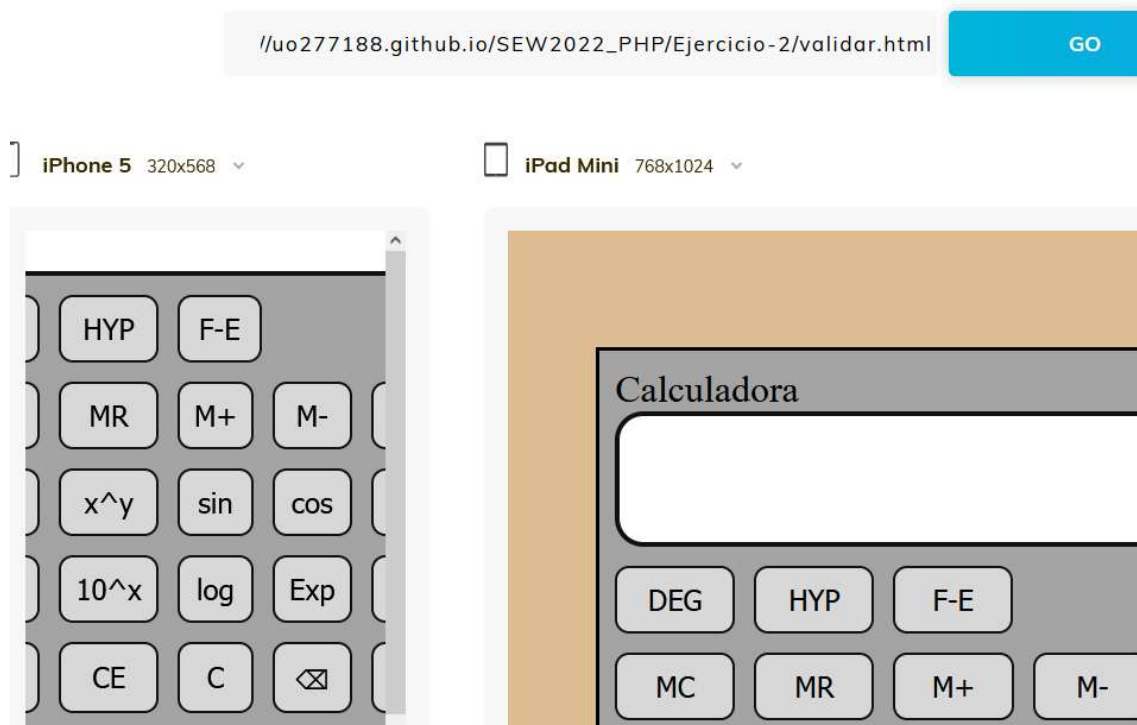 //uo277188.github.io/SEW2022_PHP/Ejercicio-2/validar.html GO
iPhone 5 320x568
iPad Mini 768x1024
HYP F-E
MR M+ M-
x^y sin cos
10^x log Exp
CE C ⌫
Calculadora
DEG HYP F-E
MC MR M+ M-